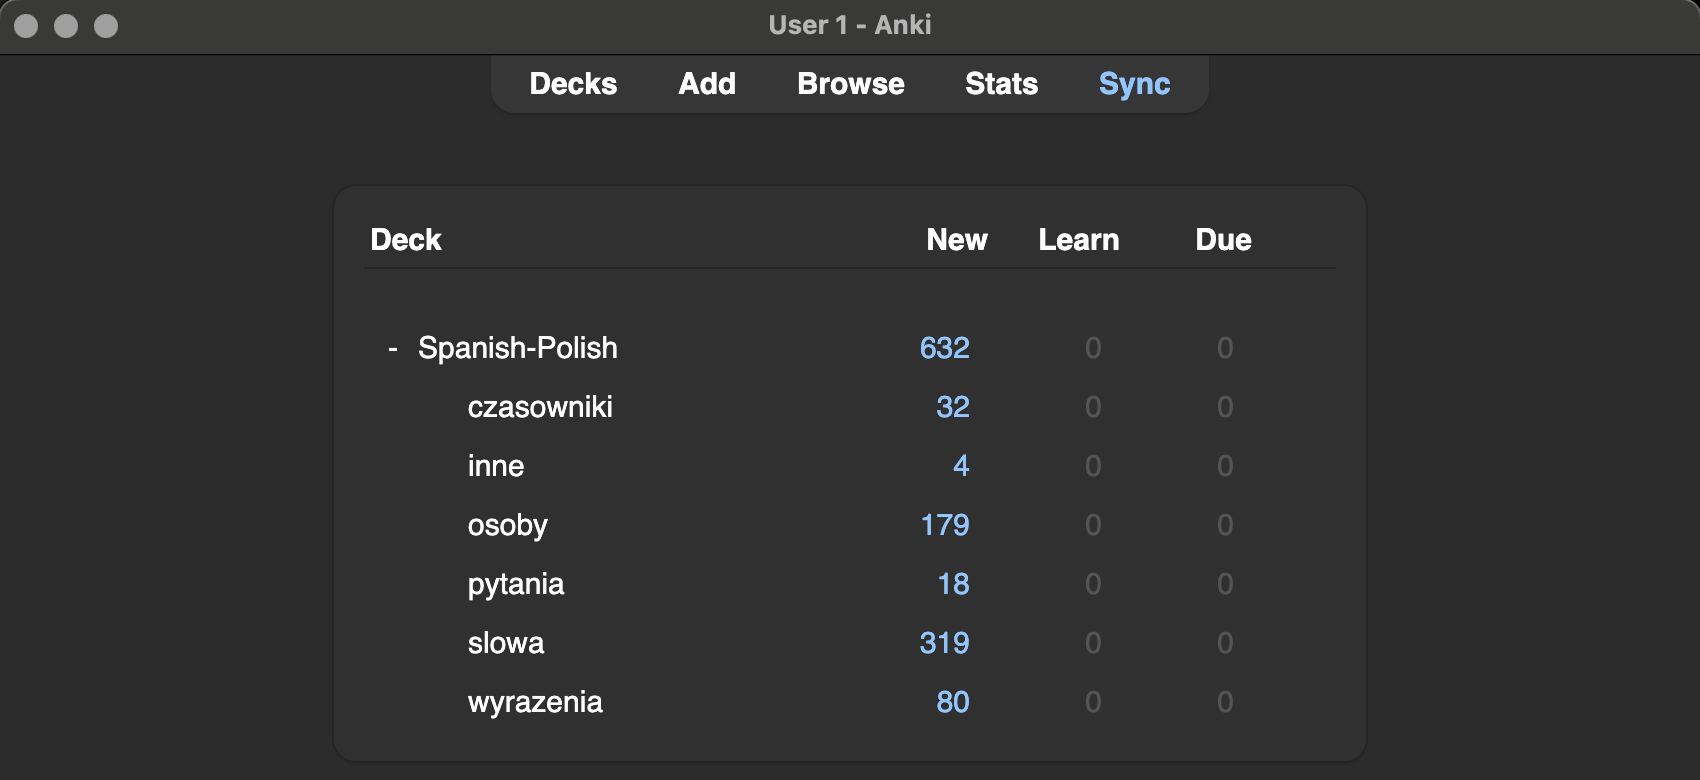 User 1 - Anki
Decks Add Browse Stats Sync
Deck New Learn Due
- Spanish-Polish 632 0 0
czasowniki 32 0 0
inne 4 0 0
osoby 179 0 0
pytania 18 0 0
slowa 319 0 0
wyrazenia 80 0 0